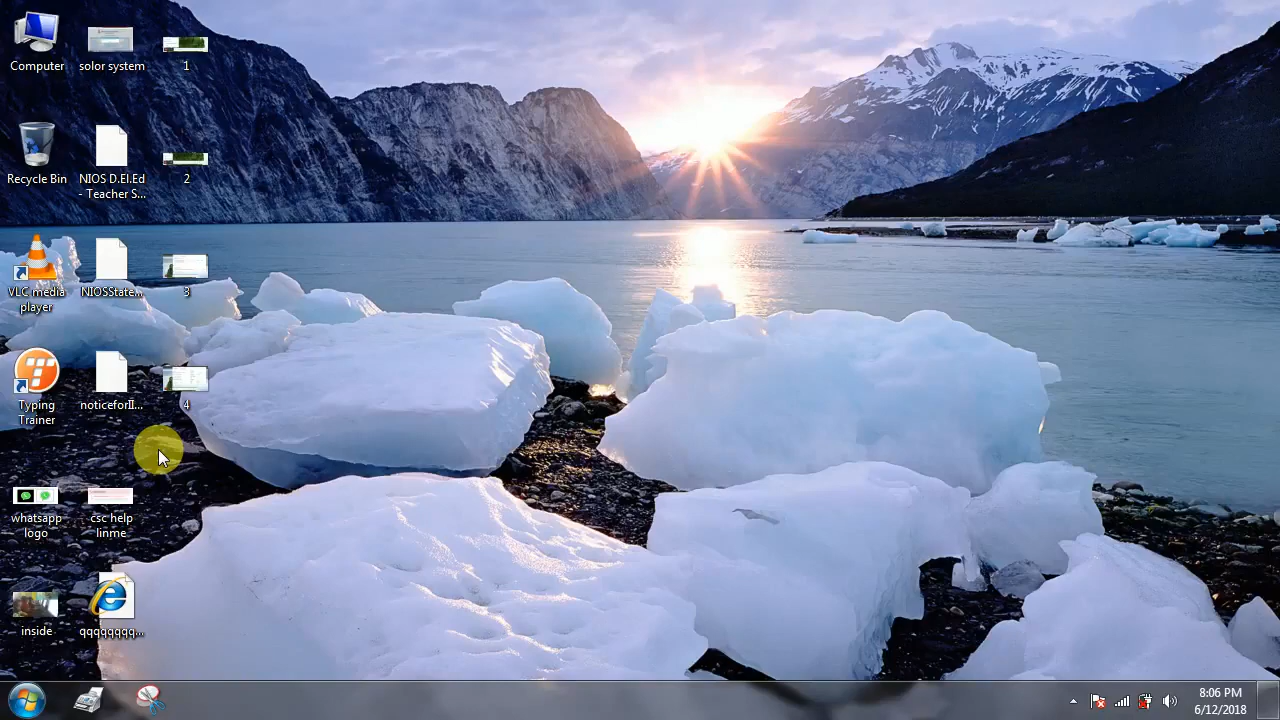 Computer
solor system
1
Recycle Bin
NIOS D.El.Ed
- Teacher S...
2
VLC media
player
NIOSState...
3
Typing
Trainer
noticeforII...
4
whatsapp
logo
csc help
linme
inside
qqqqqqqq...
8:06 PM
6/12/2018